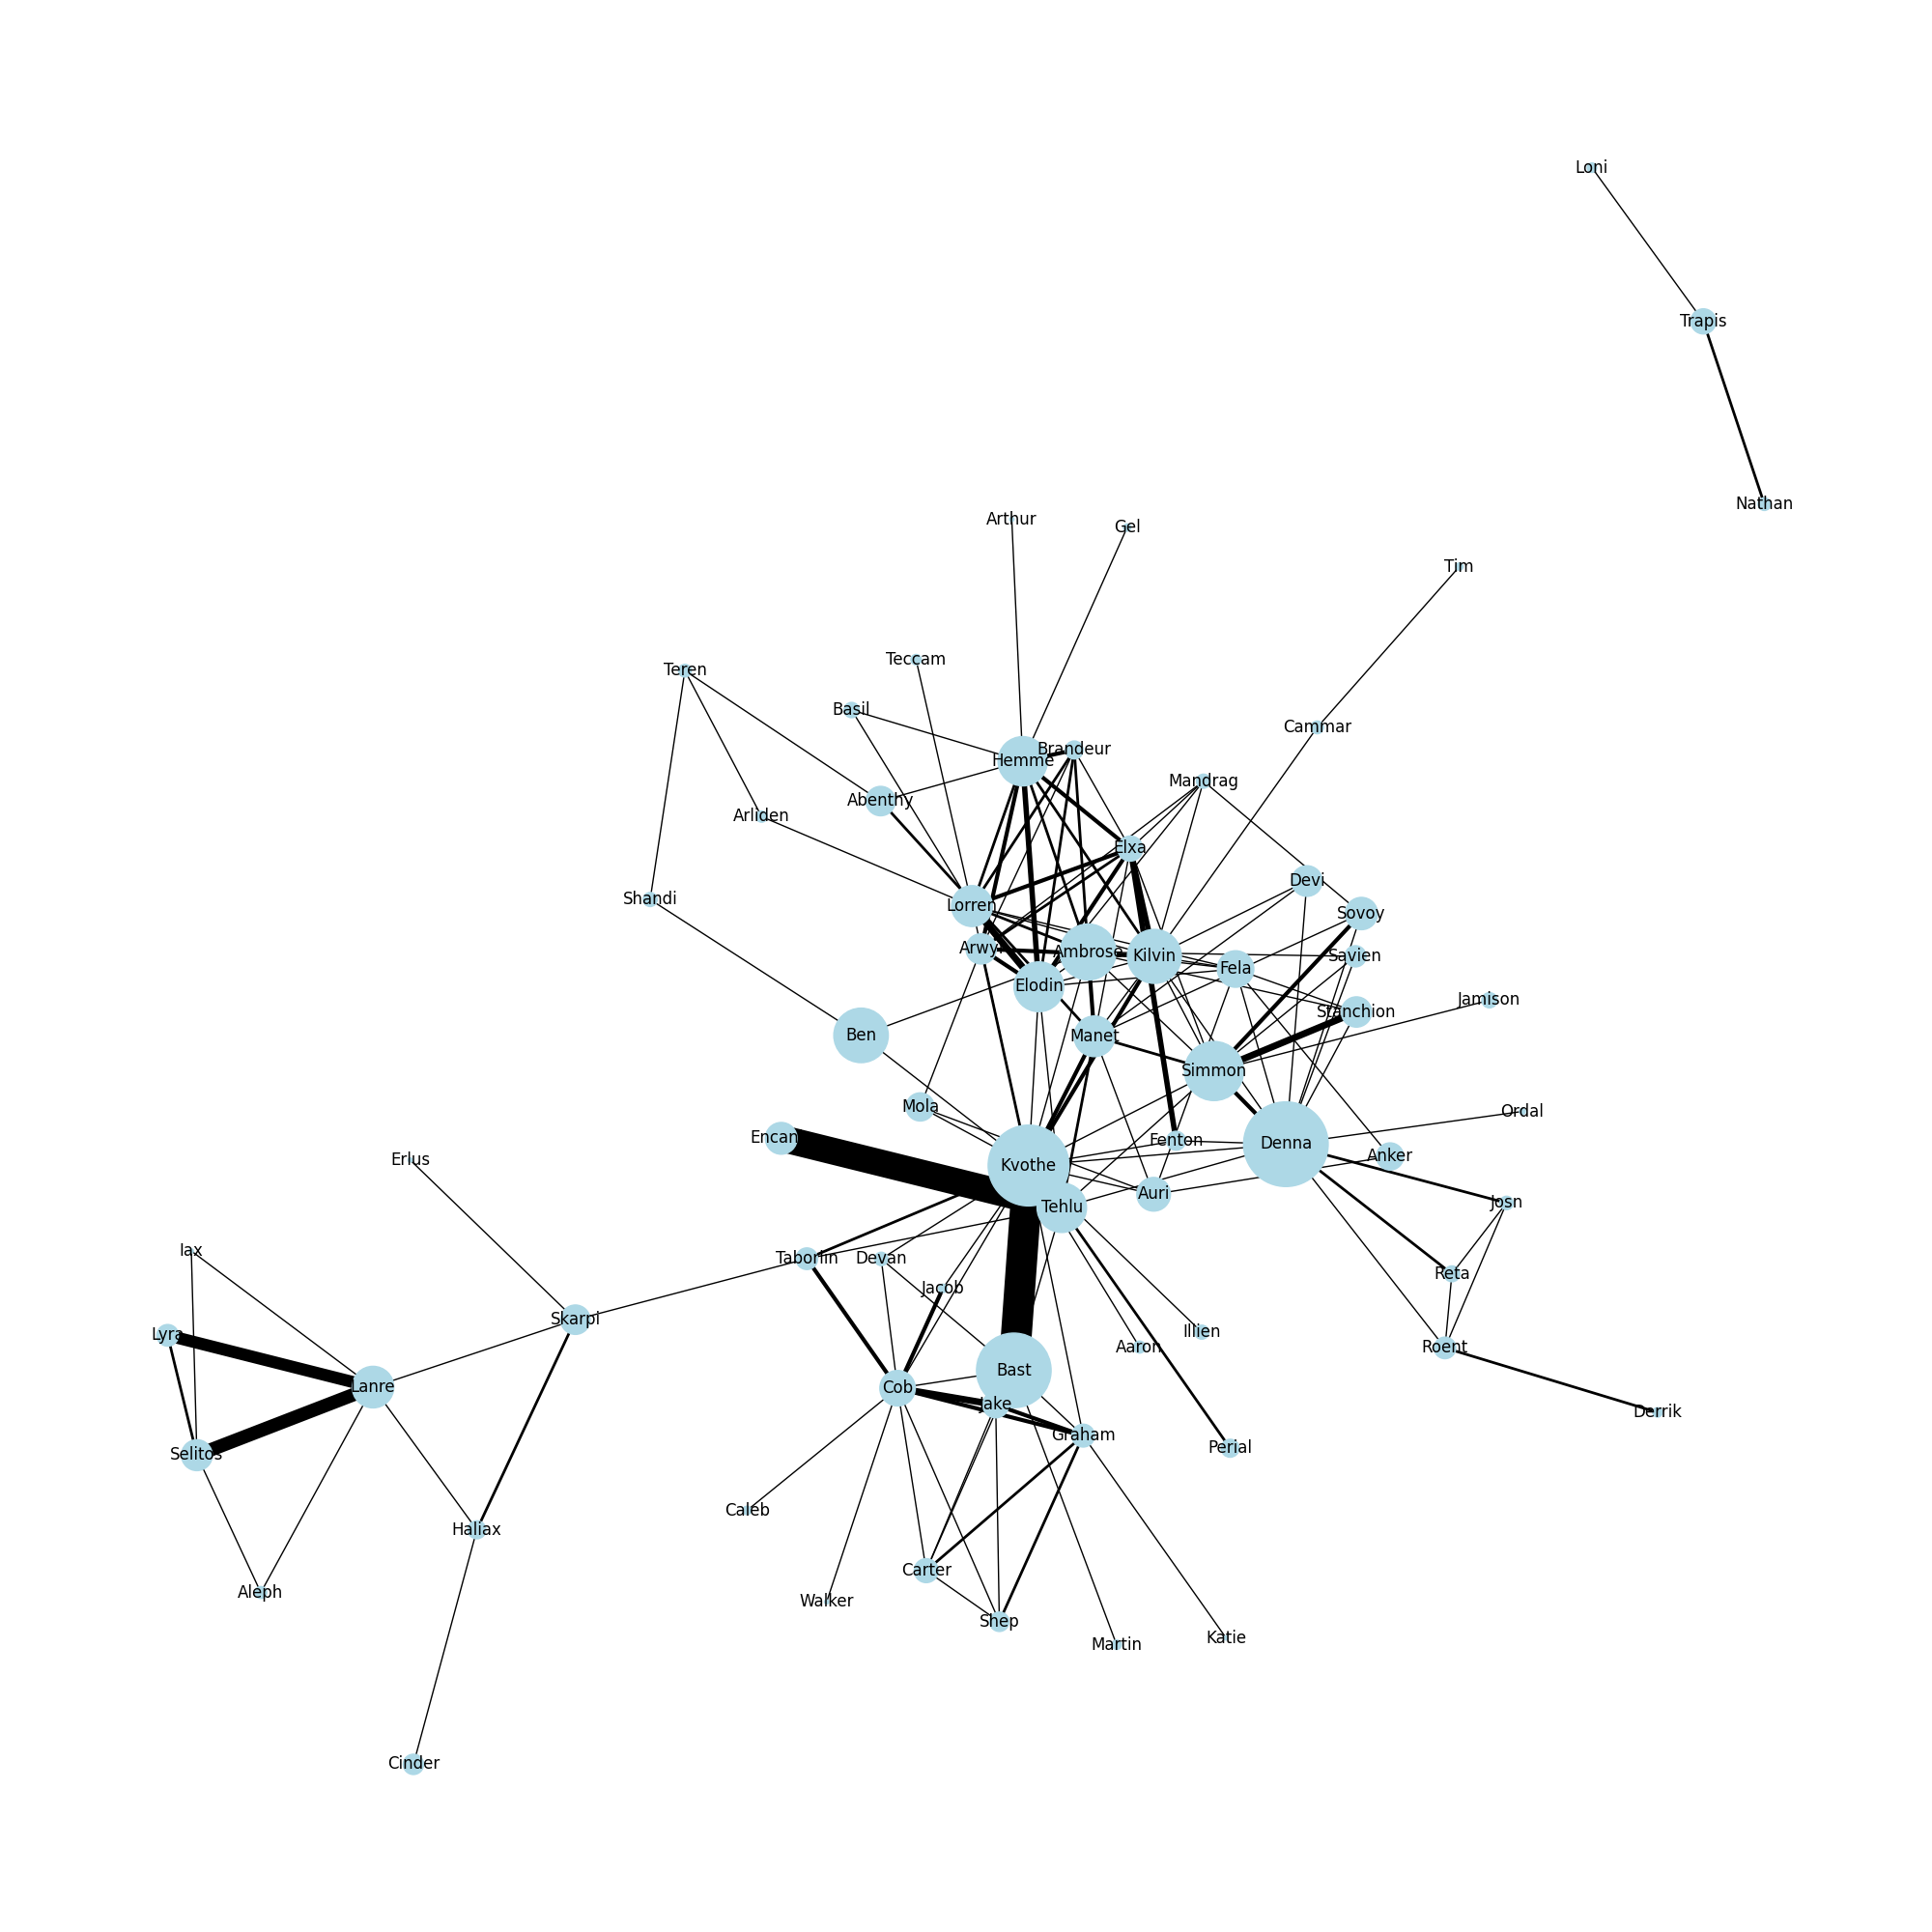 Loni
Trapis
Nathan
Arthur
Gel
Tim
Teccam
Teren
Basil
Cammar
Brandeur
Hemme
Mandrag
Abenthy
Arliden
Elxa
Devi
Shandi
Lorren
Sovoy
Arwyl
Ambrose
Kilvin
Savien
Fela
Elodin
Jamison
Stanchion
Ben
Manet
Simmon
Mola
Ordal
Encanis
Fenton
Denna
Anker
Erlus
Kvothe
Auri
Josn
Tehlu
Iax
Taborlin
Devan
Reta
Jacob
Skarpi
Illien
Lyra
Aaron
Roent
Bast
Lanre
Cob
Jake
Derrik
Graham
Selitos
Perial
Caleb
Haliax
Carter
Aleph
Walker
Shep
Katie
Martin
Cinder